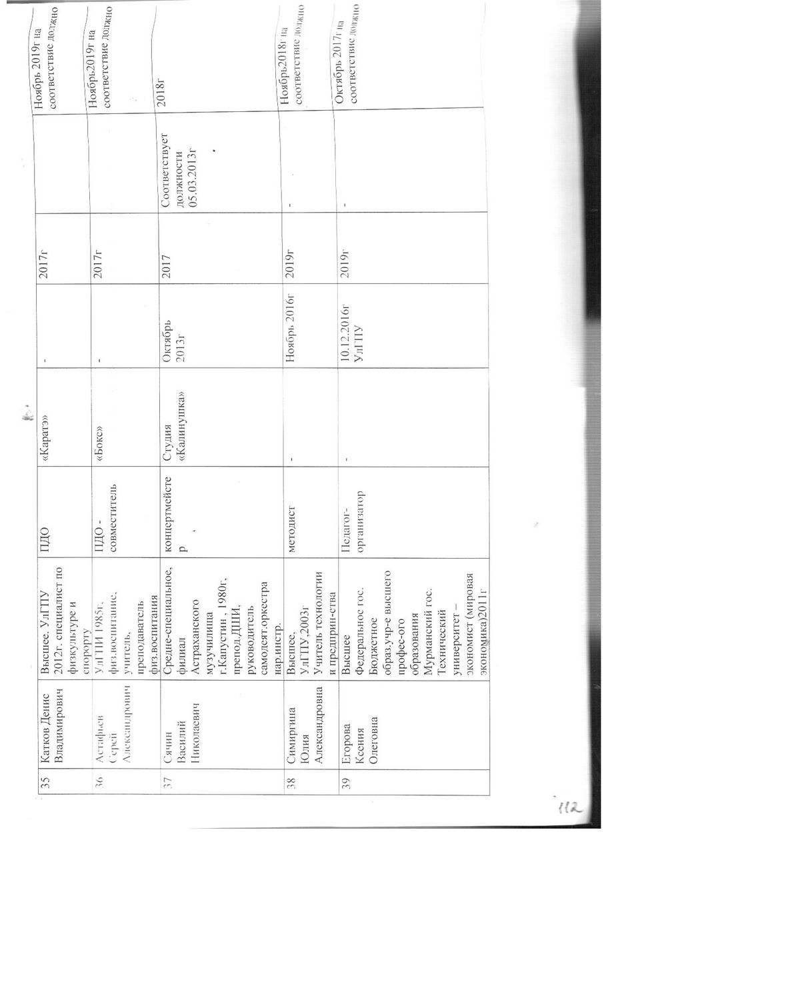 35
Катков Денис
Владимирович
Высшее. УлГПУ
2012г. специалист по
физкультуре и
спорорту
ПДО
«Каратэ»
-
2017г
Ноябрь 2019г на
соответствие должно
36
Астафьев
Серей
Александрович
УлГПИ 1985г,
физ.воспитание,
учитель,
преподаватель
физ.воспитания
ПДО -
совместитель
«Бокс»
-
2017г
Ноябрь2019г на
соответствие должно
37
Сячин
Василий
Николаевич
Средне-специальное,
филиал
Астраханского
музучилища
г.Капустин , 1980г,
препод.ДШИ,
руководитель
самодеят.оркестра
нар.инстр.
концертмейсте
р
Студия
«Калинушка»
Октябрь
2013г
2017
Соответствует
должности
05.03.2013г
2018г
38
Симиргина
Юлия
Александровна
Высшее,
УлГПУ,2003г
Учитель технологии
и предприн-ства
методист
-
Ноябрь 2016г
2019г
-
Ноябрь2018г на
соответствие должно
39
Егорова
Ксения
Олеговна
Высшее
Федеральное гос.
Бюджетное
образ.учр-е высшего
профес-ого
образования
Мурманский гос.
Технический
университет –
экономист (мировая
экономика)2011г
Педагог-
организатор
-
10.12.2016г
УлГПУ
2019г
-
Октябрь 2017г на
соответствие должно
112